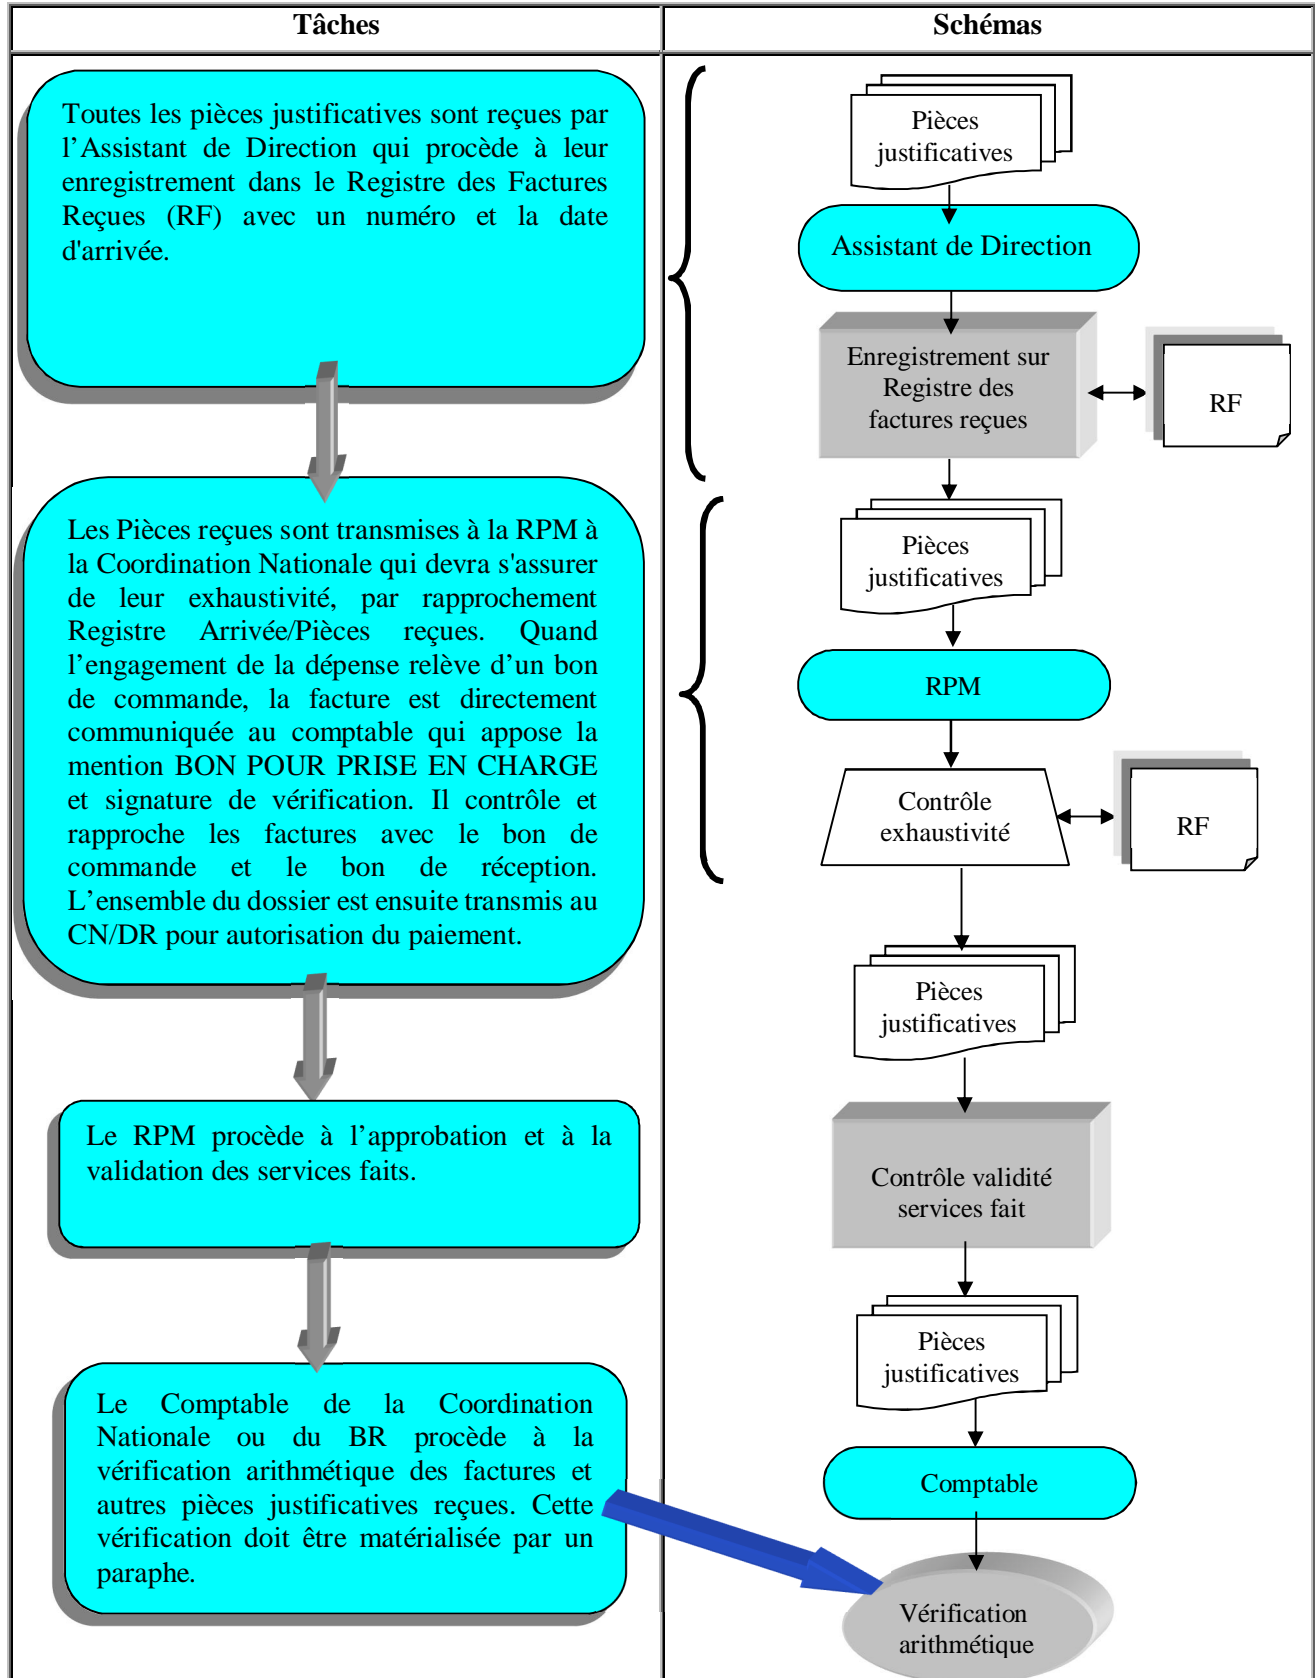 Tâches
Toutes les pièces justificatives sont reçues par
l’Assistant de Direction qui procède à leur
enregistrement dans le Registre des Factures
Reçues (RF) avec un numéro et la date
d'arrivée.
Les Pièces reçues sont transmises à la RPM à
la Coordination Nationale qui devra s'assurer
de leur exhaustivité, par rapprochement
Registre Arrivée/Pièces reçues. Quand
l’engagement de la dépense relève d’un bon
de commande, la facture est directement
communiquée au comptable qui appose la
mention BON POUR PRISE EN CHARGE
et signature de vérification. Il contrôle et
rapproche les factures avec le bon de
commande et le bon de réception.
L’ensemble du dossier est ensuite transmis au
CN/DR pour autorisation du paiement.
Le RPM procède à l’approbation et à la
validation des services faits.
Le Comptable de la Coordination
Nationale ou du BR procède à la
vérification arithmétique des factures et
autres pièces justificatives reçues. Cette
vérification doit être matérialisée par un
paraphe.
Schémas
Pièces
justificatives
Assistant de Direction
Enregistrement sur
Registre des
factures reçues
RF
Pièces
justificatives
RPM
Contrôle
exhaustivité
RF
Pièces
justificatives
Contrôle validité
services fait
Pièces
justificatives
Comptable
Vérification
arithmétique